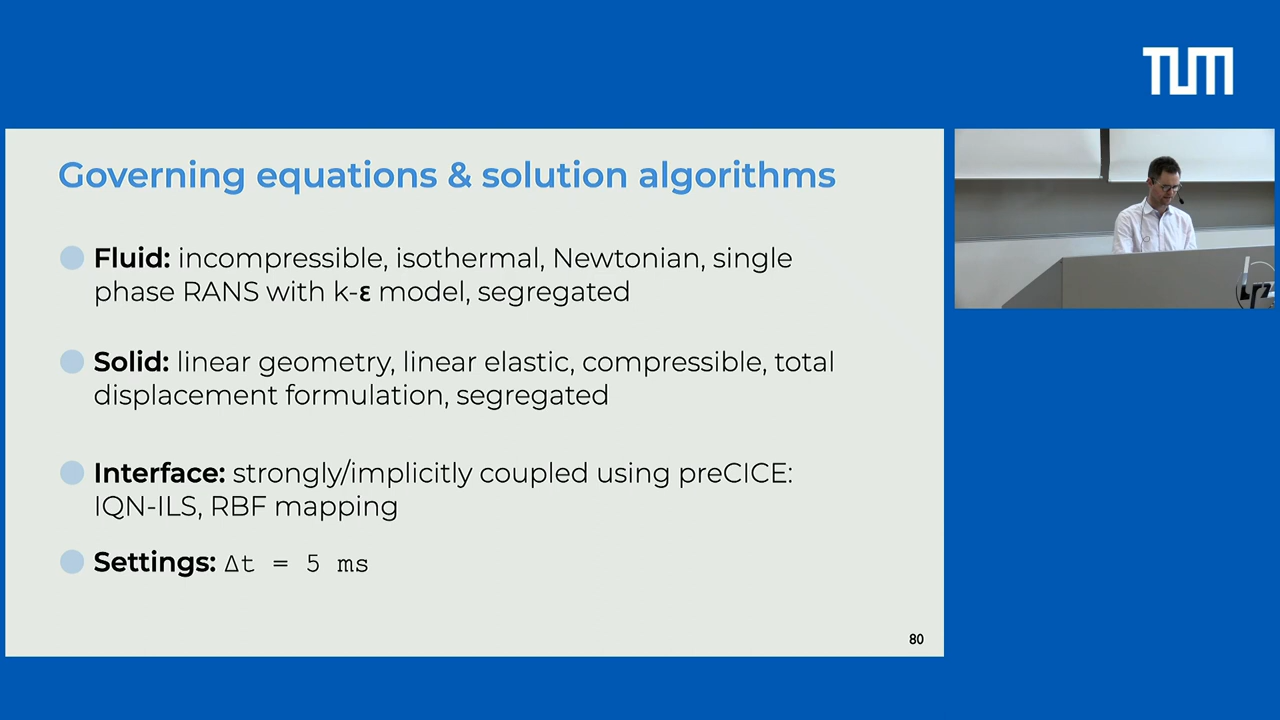 TUM
Governing equations & solution algorithms
Fluid: incompressible, isothermal, Newtonian, single
phase RANS with k-ε model, segregated
Solid: linear geometry, linear elastic, compressible, total
displacement formulation, segregated
Interface: strongly/implicitly coupled using preCICE:
IQN-ILS, RBF mapping
Settings: Δt = 5 ms
80